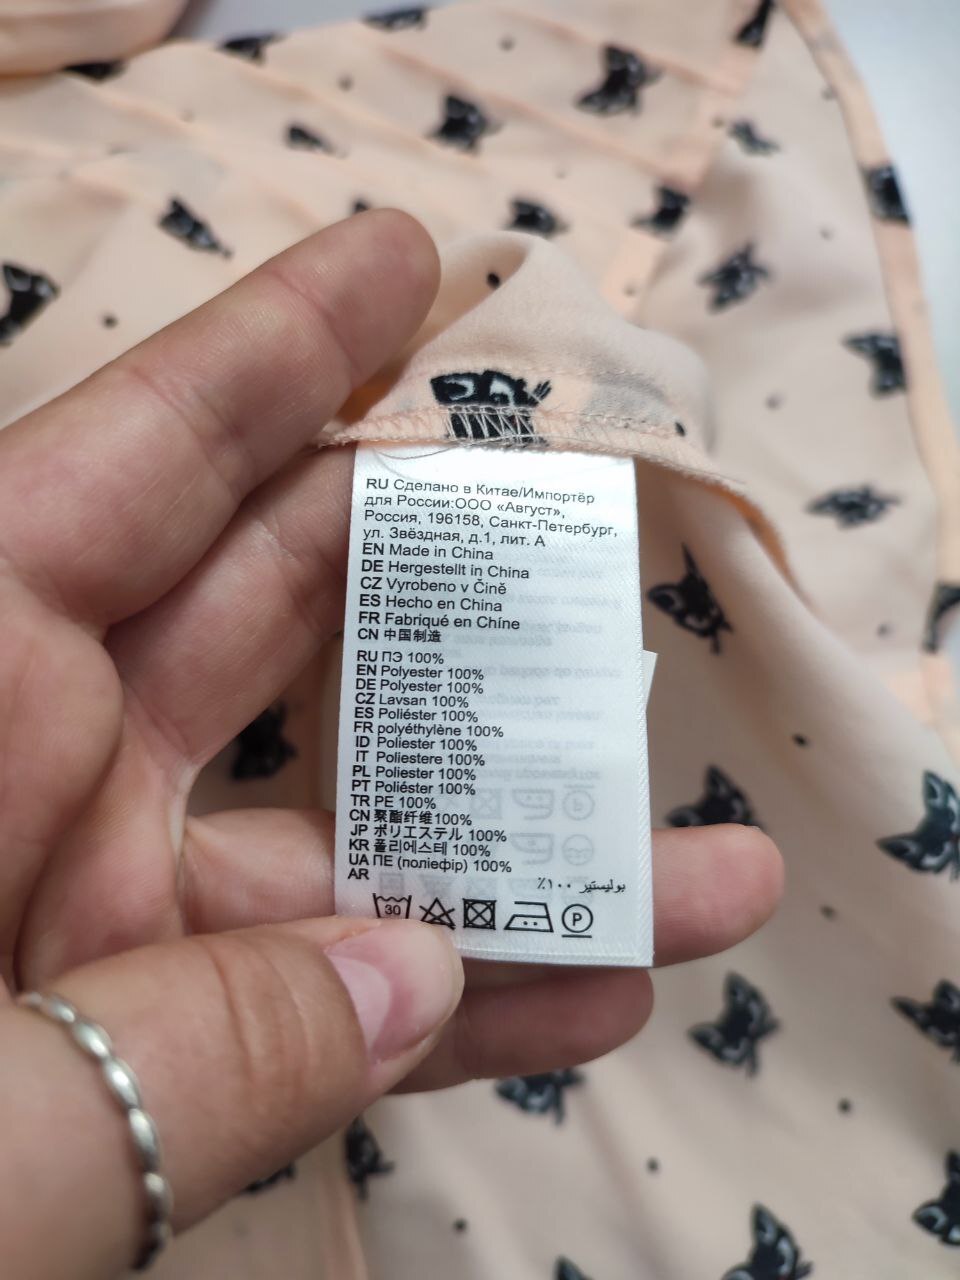 RU Сделано в Китае/Импортёр
для России:ООО «Август»,
Россия, 196158, Санкт-Петербург,
ул. Звёздная, д.1, лит. А
EN Made in China
DE Hergestellt in China
CZ Vyrobeno v Čině
ES Hecho en China
FR Fabriqué en Chíne
CN 中国制造
RU ПЭ 100%
EN Polyester 100%
DE Polyester 100%
CZ Lavsan 100%
ES Poliéster 100%
FR polyéthylène 100%
ID Poliester 100%
IT Poliestere 100%
PL Poliester 100%
PT Poliéster 100%
TR PE 100%
CN 聚酯纤维100%
JP ポリエステル 100%
KR 폴리에스테 100%
UA ПЕ (поліефір) 100%
AR بوليستير ١٠٠٪
30 P